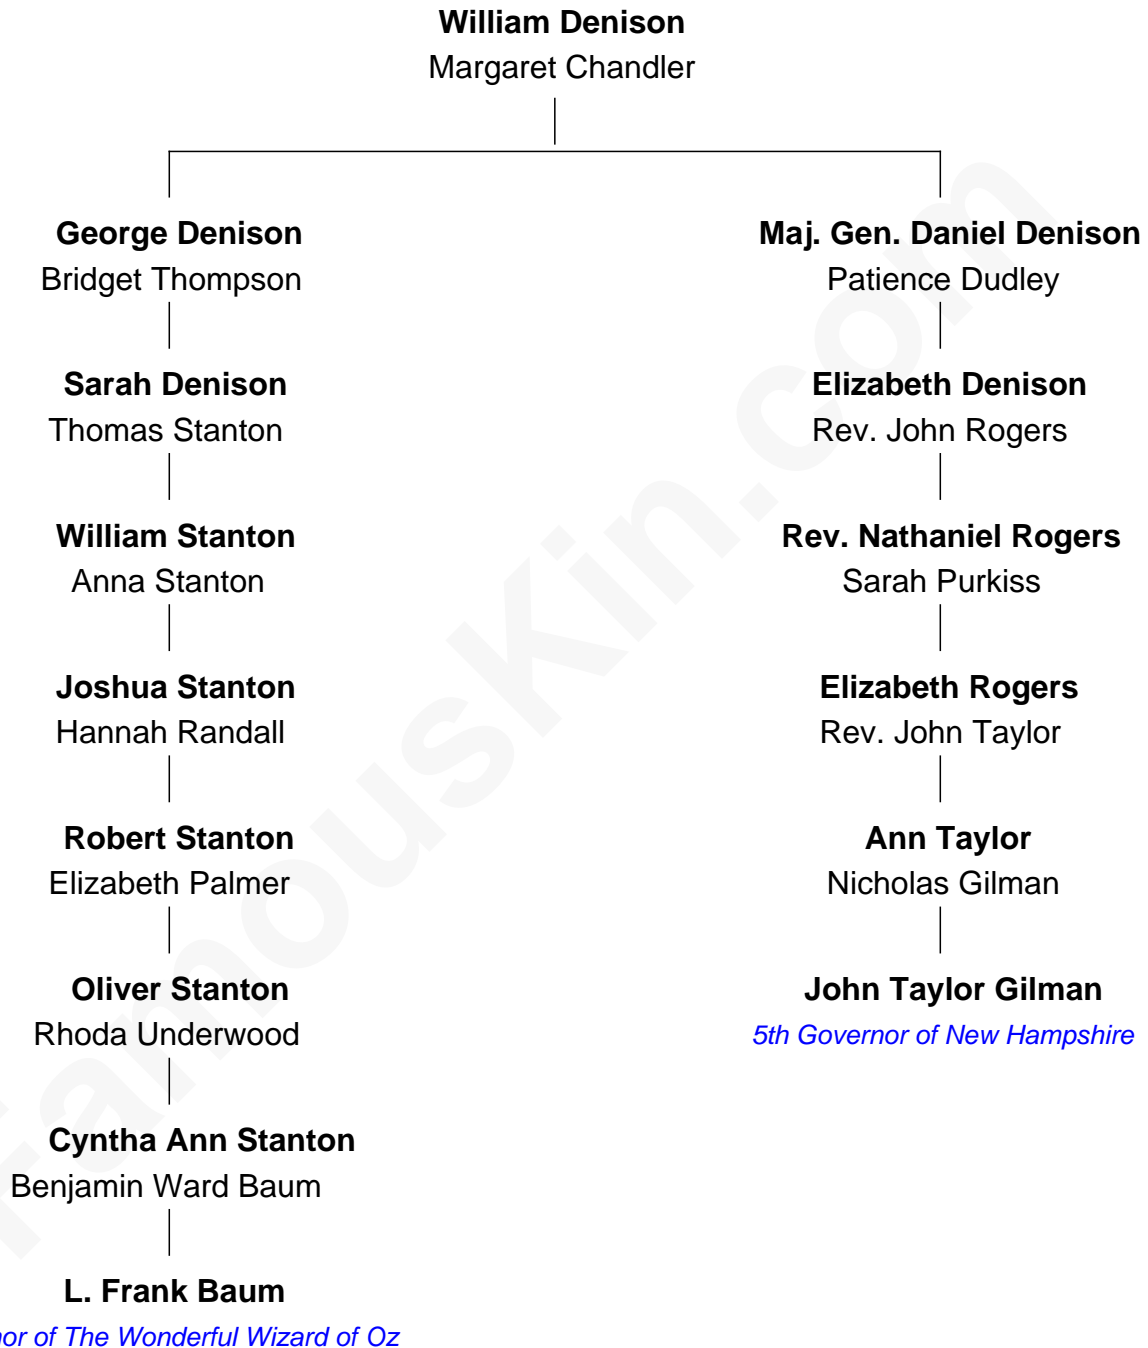 William Denison
Margaret Chandler
George Denison
Bridget Thompson
Maj. Gen. Daniel Denison
Patience Dudley
Sarah Denison
Thomas Stanton
Elizabeth Denison
Rev. John Rogers
William Stanton
Anna Stanton
Rev. Nathaniel Rogers
Sarah Purkiss
Joshua Stanton
Hannah Randall
Elizabeth Rogers
Rev. John Taylor
Robert Stanton
Elizabeth Palmer
Ann Taylor
Nicholas Gilman
Oliver Stanton
Rhoda Underwood
John Taylor Gilman
5th Governor of New Hampshire
Cyntha Ann Stanton
Benjamin Ward Baum
L. Frank Baum
of The Wonderful Wizard of Oz
FamousKin.com